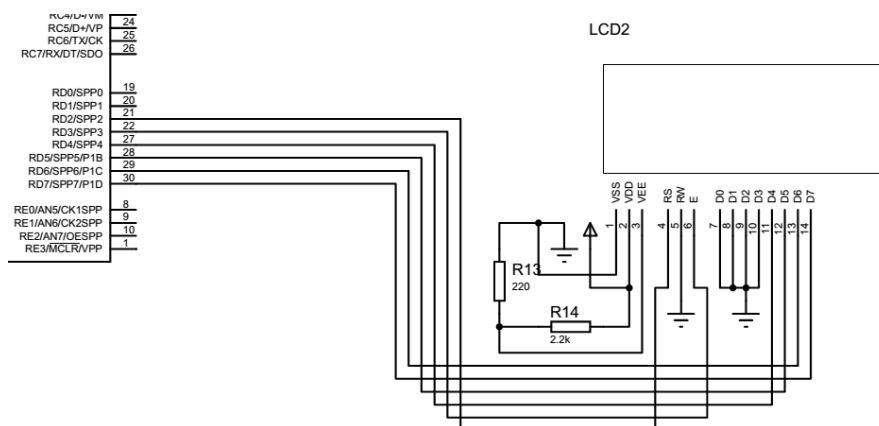 RC4/D-/VM
24
RC5/D+/VP
25
RC6/TX/CK
26
RC7/RX/DT/SDO
19
RD0/SPP0
20
RD1/SPP1
21
RD2/SPP2
22
RD3/SPP3
27
RD4/SPP4
28
RD5/SPP5/P1B
29
RD6/SPP6/P1C
30
RD7/SPP7/P1D
8
RE0/AN5/CK1SPP
9
RE1/AN6/CK2SPP
10
RE2/AN7/OESPP
1
RE3/MCLR/VPP
LCD2
VSS VDD VEE RS RW E D0 D1 D2 D3 D4 D5 D6 D7
1 2 3 4 5 6 7 8 9 10 11 12 13 14
R13
220
R14
2.2k